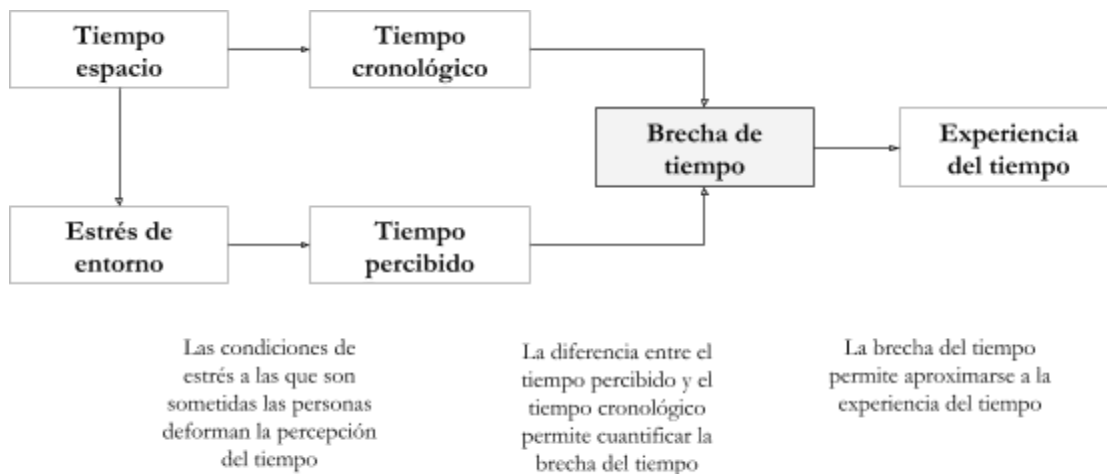 Tiempo
espacio
Tiempo
cronológico
Brecha de
tiempo
Experiencia
del tiempo
Estrés de
entorno
Tiempo
percibido
Las condiciones de
estrés a las que son
sometidas las personas
deforman la percepción
del tiempo
La diferencia entre el
tiempo percibido y el
tiempo cronológico
permite cuantificar la
brecha del tiempo
La brecha del tiempo
permite aproximarse a la
experiencia del tiempo